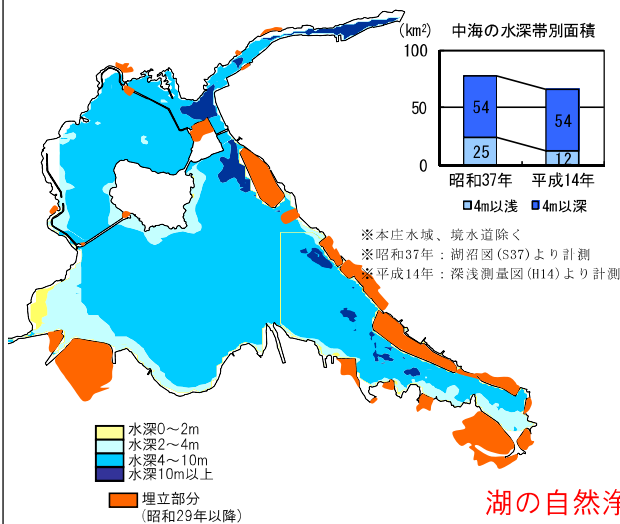 (km²) 中海の水深帯別面積
100
50
0
54
25
54
12
昭和37年 平成14年
4m以浅 4m以深
※本庄水域、境水道除く
※昭和37年：湖沼図(S37)より計測
※平成14年：深浅測量図(H14)より計測
水深0～2m
水深2～4m
水深4～10m
水深10m以上
埋立部分
(昭和29年以降)
湖の自然浄